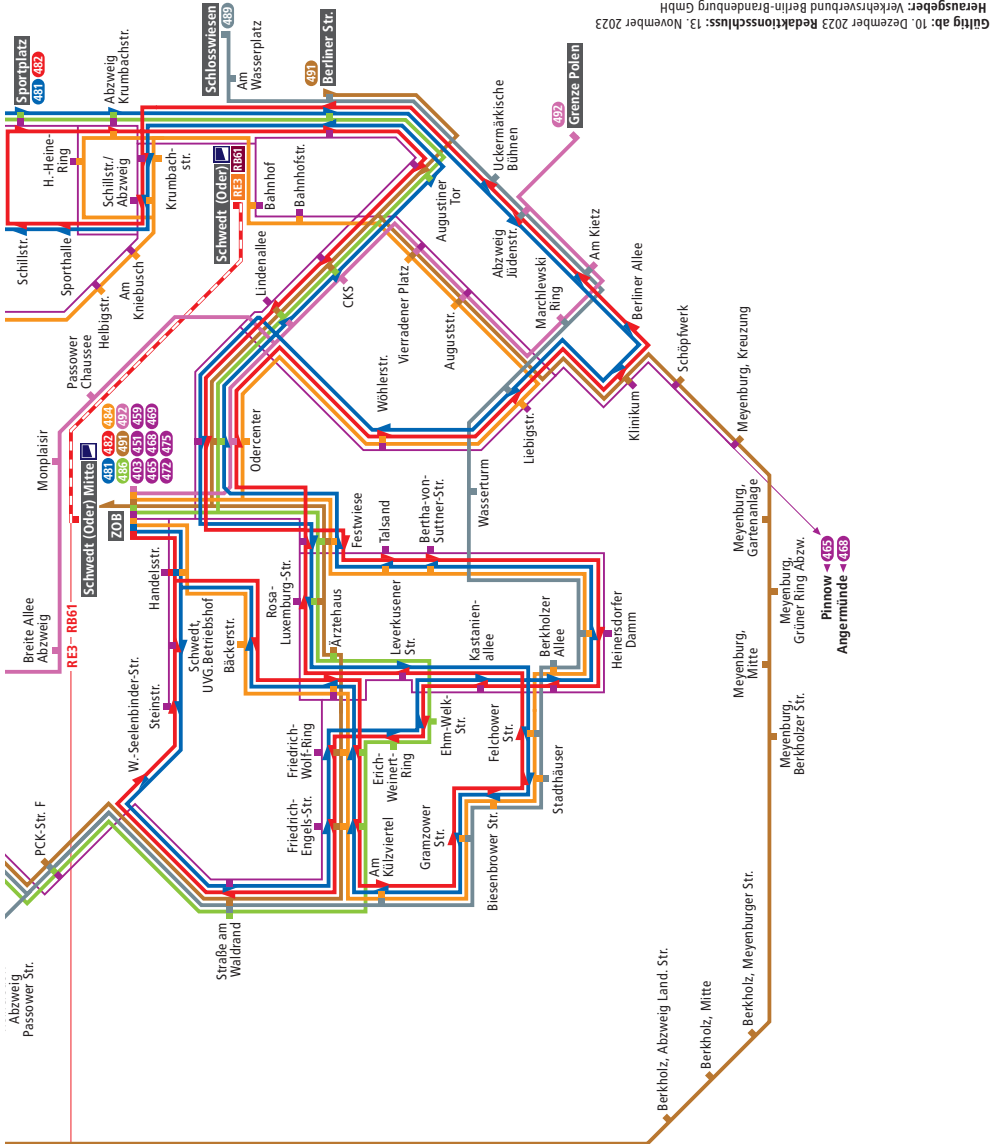 Gültig ab: 10. Dezember 2023 Redaktionsschluss: 13. November 2023
Herausgeber: Verkehrsverbund Berlin-Brandenburg GmbH
Sportplatz
481 482
Abzweig
Krumbachstr.
H.-Heine-
Ring
Schillstr./
Abzweig
Krumbach-
str.
Schillstr.
Sporthalle
Am
Kniebusch
Helbigstr.
Passower
Chaussee
Monplaisir
Breite Allee
Abzweig
RE3 – RB61
Schlosswiesen
489
Am
Wasserplatz
491
Berliner Str.
Schwedt (Oder)
RE3 RB61
Bahnhof
Bahnhofstr.
Lindenallee
CKS
Augustiner
Tor
Uckermärkische
Bühnen
492
Grenze Polen
Abzweig
Jüdenstr.
Am Kietz
Marchlewski
Ring
Berliner Allee
Vierradener Platz
Auguststr.
Wöhlerstr.
Liebigstr.
Klinikum
Schöpfwerk
Meyenburg, Kreuzung
Schwedt (Oder) Mitte
481 482 484
486 491 492
403 451 459
465 468 469
472 475
ZOB
Odercenter
Handelsstr.
Schwedt,
UVG.Betriebshof
Bäckerstr.
Steinstr.
W.-Seelenbinder-Str.
Rosa-
Luxemburg-Str.
Festwiese
Talsand
Bertha-von-
Suttner-Str.
Wasserturm
Ärztehaus
Leverkusener
Str.
Kastanien-
allee
Berkholzer
Allee
Heinersdorfer
Damm
Friedrich-
Wolf-Ring
Friedrich-
Engels-Str.
Erich-
Weinert-
Ring
Ehm-Welk-
Str.
Felchower
Str.
Stadthäuser
Am
Külzviertel
Gramzower
Str.
Biesenbrower Str.
PCK-Str. F
Straße am
Waldrand
Abzweig
Passower Str.
Meyenburg,
Gartenanlage
Meyenburg,
Grüner Ring Abzw.
Meyenburg,
Mitte
Meyenburg,
Berkholzer Str.
Pinnow 465
Angermünde 468
Berkholz, Meyenburger Str.
Berkholz, Mitte
Berkholz, Abzweig Land. Str.